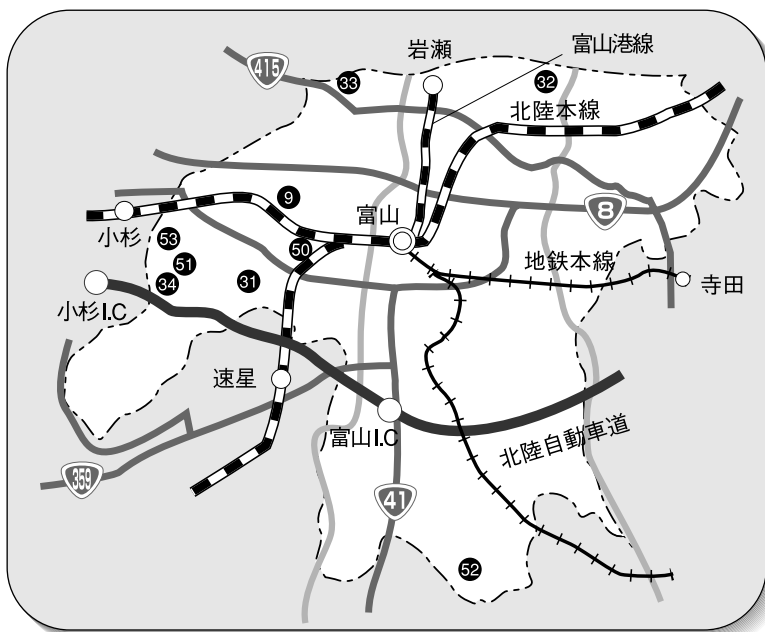 岩瀬
富山港線
415
33
32
北陸本線
9
富山
8
小杉
53
50
51
地鉄本線
34
31
寺田
小杉I.C
速星
富山I.C
北陸自動車道
359
41
52